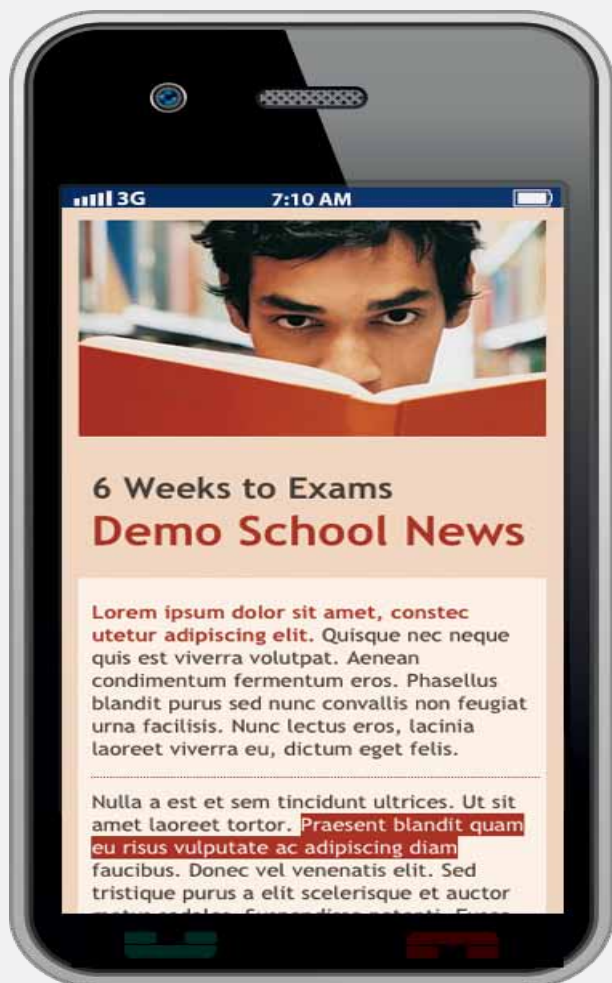 3G 7:10 AM
6 Weeks to Exams
Demo School News
Lorem ipsum dolor sit amet, constec
utetur adipiscing elit. Quisque nec neque
quis est viverra volutpat. Aenean
condimentum fermentum eros. Phasellus
blandit purus sed nunc convallis non feugiat
urna facilisis. Nunc lectus eros, lacinia
laoreet viverra eu, dictum eget felis.
Nulla a est et sem tincidunt ultrices. Ut sit
amet laoreet tortor. Praesent blandit quam
eu risus vulputate ac adipiscing diam
faucibus. Donec vel venenatis elit. Sed
tristique purus a elit scelerisque et auctor